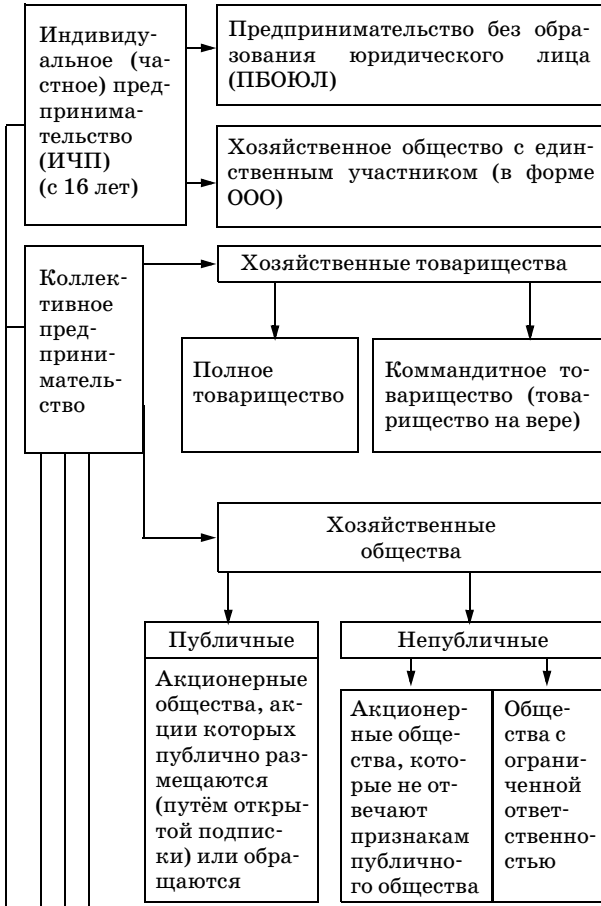 Индивиду-
альное (ча-
стное) пред-
принима-
тельство
(ИЧП)
(с 16 лет)
Предпринимательство без обра-
зования юридического лица
(ПБОЮЛ)
Хозяйственное общество с един-
ственным участником (в форме
ООО)
Коллек-
тивное
пред-
прини-
матель-
ство
Хозяйственные товарищества
Полное
товарищество
Коммандитное то-
варищество (това-
рищество на вере)
Хозяйственные
общества
Публичные
Акционерные
общества, ак-
ции которых
публично раз-
мещаются
(путём откры-
той подпис-
ки) или обра-
щаются
Непубличные
Акционер-
ные обще-
ства, кото-
рые не от-
вечают
признакам
публично-
го общества
Обще-
ства с
ограни-
ченной
ответ-
ственно-
стью